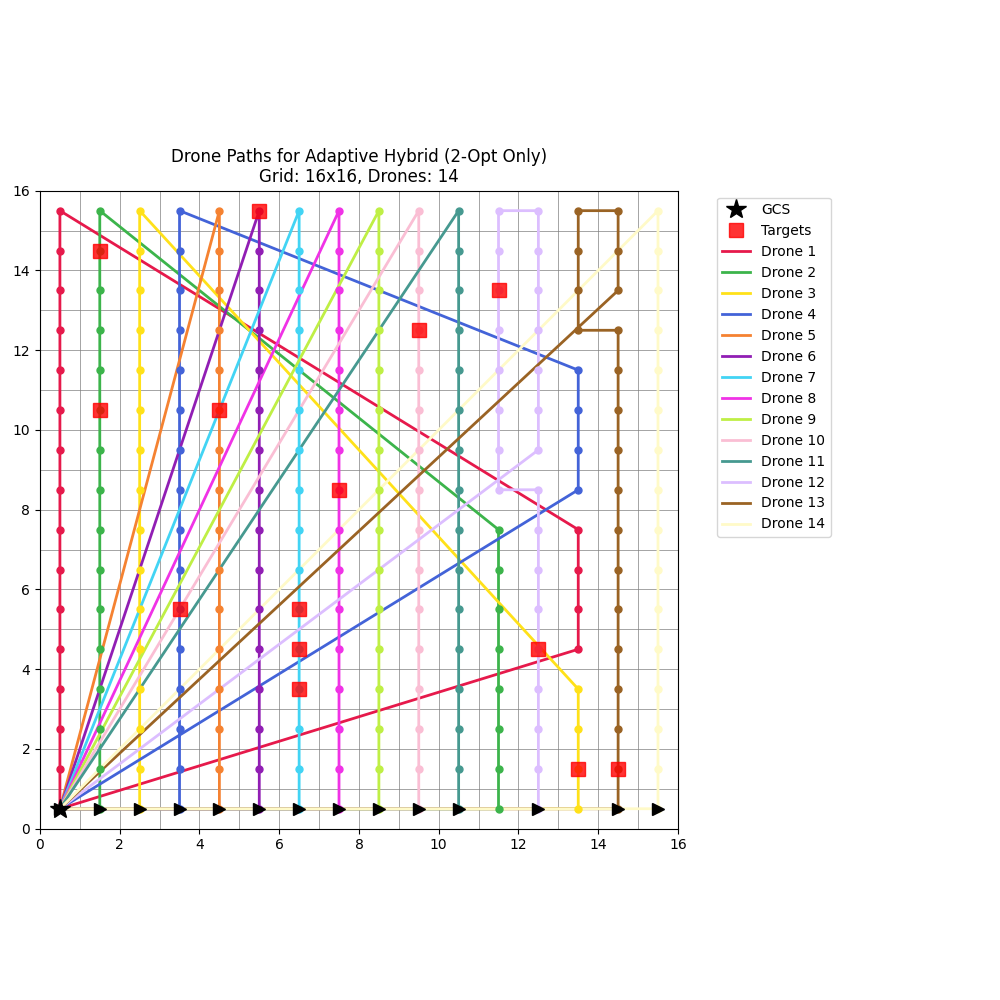 Drone Paths for Adaptive Hybrid (2-Opt Only)
Grid: 16x16, Drones: 14
16
14
12
10
8
6
4
2
0
0 2 4 6 8 10 12 14 16
GCS
Targets
Drone 1
Drone 2
Drone 3
Drone 4
Drone 5
Drone 6
Drone 7
Drone 8
Drone 9
Drone 10
Drone 11
Drone 12
Drone 13
Drone 14